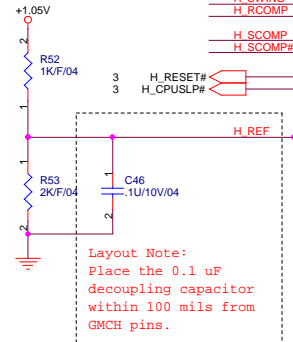 +1.05V
H_RCOMP
H_SCOMP
H_SCOMP#
2
R52
1K/F/04
1
3 H_RESET#
3 H_CPUSLP#
H_REF
1
R53
2K/F/04
2
1
C46
.1U/10V/04
2
Layout Note:
Place the 0.1 uF
decoupling capacitor
within 100 mils from
GMCH pins.